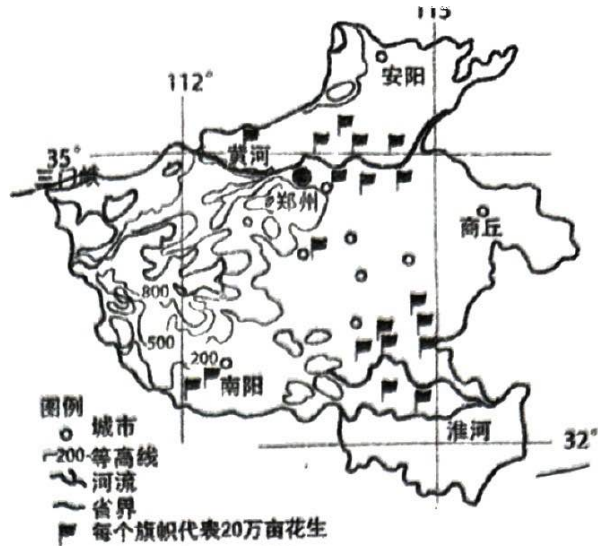 115
安阳
112°
黄河
35°
三门峡
郑州
商丘
800
500
200
南阳
图例
城市
淮河
32°
200 等高线
河流
省界
每个旗帜代表20万亩花生